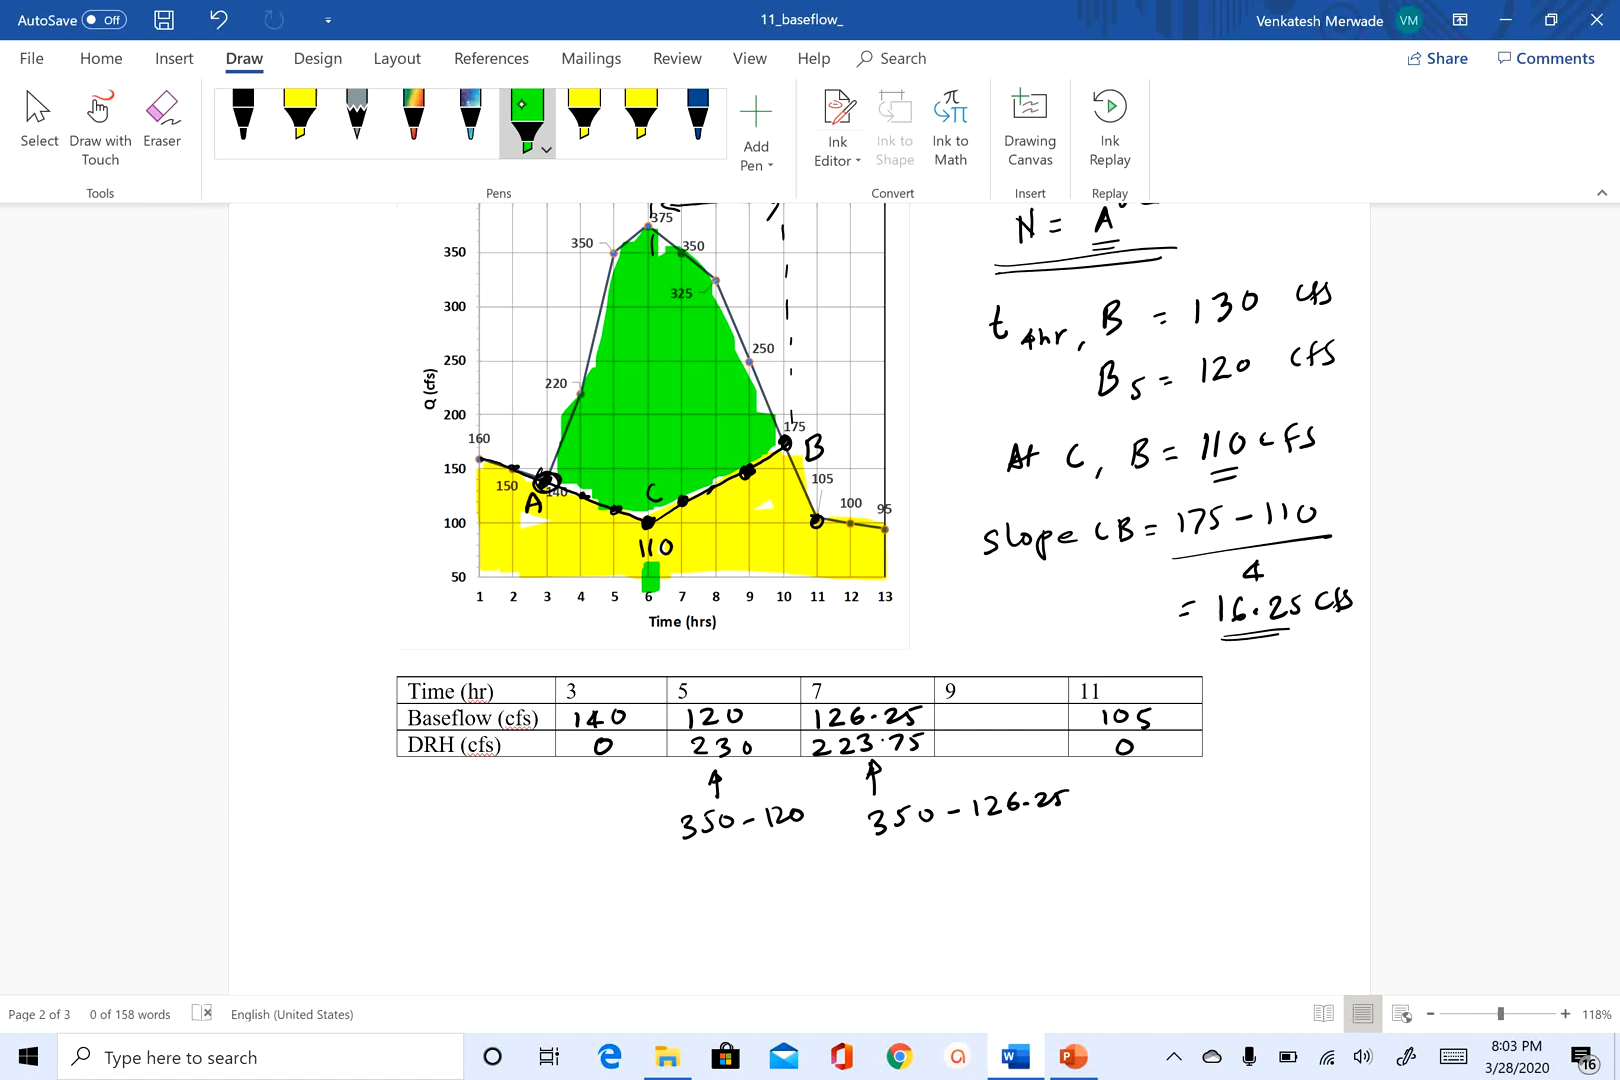 AutoSave Off
11_baseflow_
Venkatesh Merwade VM
File Home Insert Draw Design Layout References Mailings Review View Help Search
Share Comments
Select
Draw with Touch
Eraser
Tools
Pens
Add Pen
Ink Editor
Ink to Shape
Ink to Math
Convert
Drawing Canvas
Insert
Ink Replay
Replay
Q (cfs)
350
300
250
200
150
100
50
1 2 3 4 5 6 7 8 9 10 11 12 13
Time (hrs)
375
350
350
325
220
250
160
175
150
140
105
100
95
A
B
C
110
N = A
t 4hr, B = 130 cfs
B5 = 120 cfs
At C, B = 110 CFS
Slope CB = 175 - 110
4
= 16.25 cfs
Time (hr) 3 5 7 9 11
Baseflow (cfs) 140 120 126.25 105
DRH (cfs) 0 230 223.75 0
350 - 120
350 - 126.25
Page 2 of 3 0 of 158 words English (United States)
118%
Type here to search
8:03 PM
3/28/2020
16